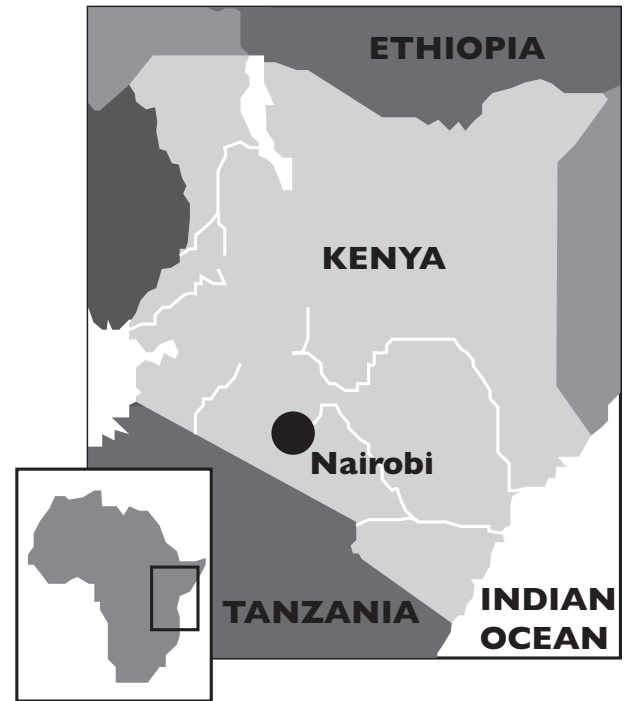 ETHIOPIA
KENYA
Nairobi
TANZANIA
INDIAN
OCEAN